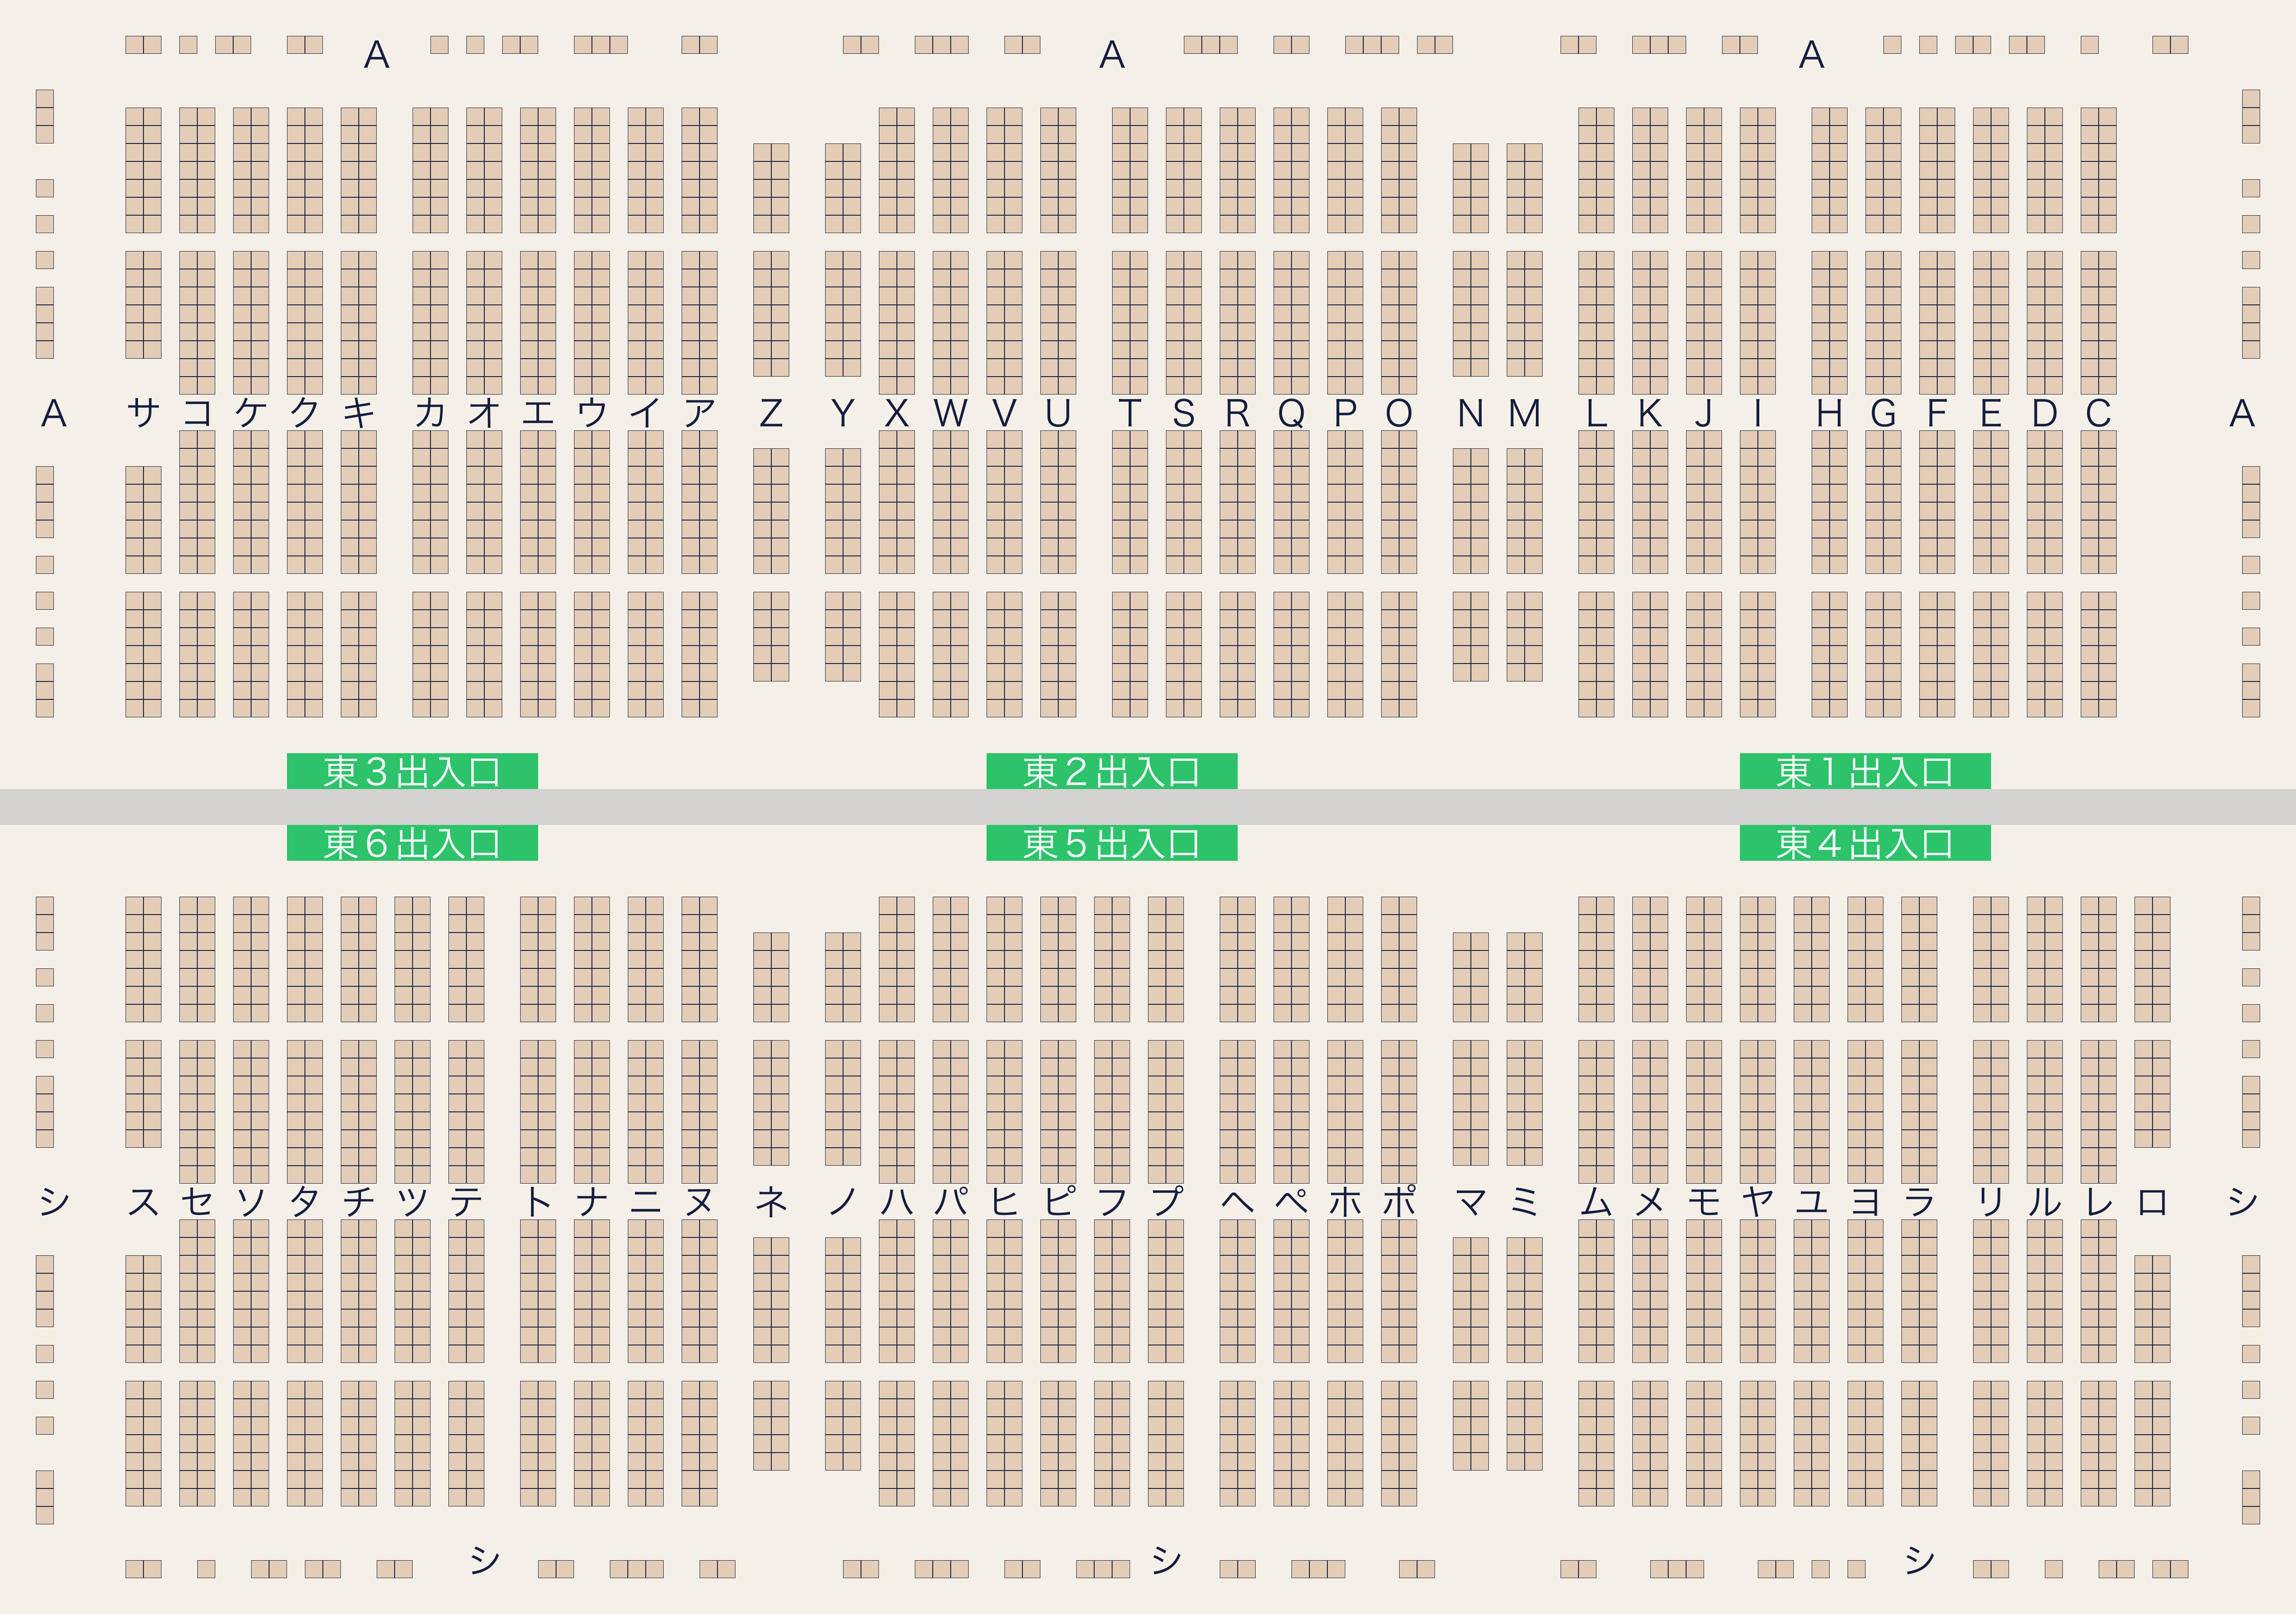 A A A
A サ コ ケ ク キ カ オ エ ウ イ ア Z Y X W V U T S R Q P O N M L K J I H G F E D C A
東3出入口 東2出入口 東1出入口
東6出入口 東5出入口 東4出入口
シ ス セ ソ タ チ ツ テ ト ナ ニ ヌ ネ ノ ハ パ ヒ ピ フ プ ヘ ペ ホ ポ マ ミ ム メ モ ヤ ユ ヨ ラ リ ル レ ロ シ
シ シ シ